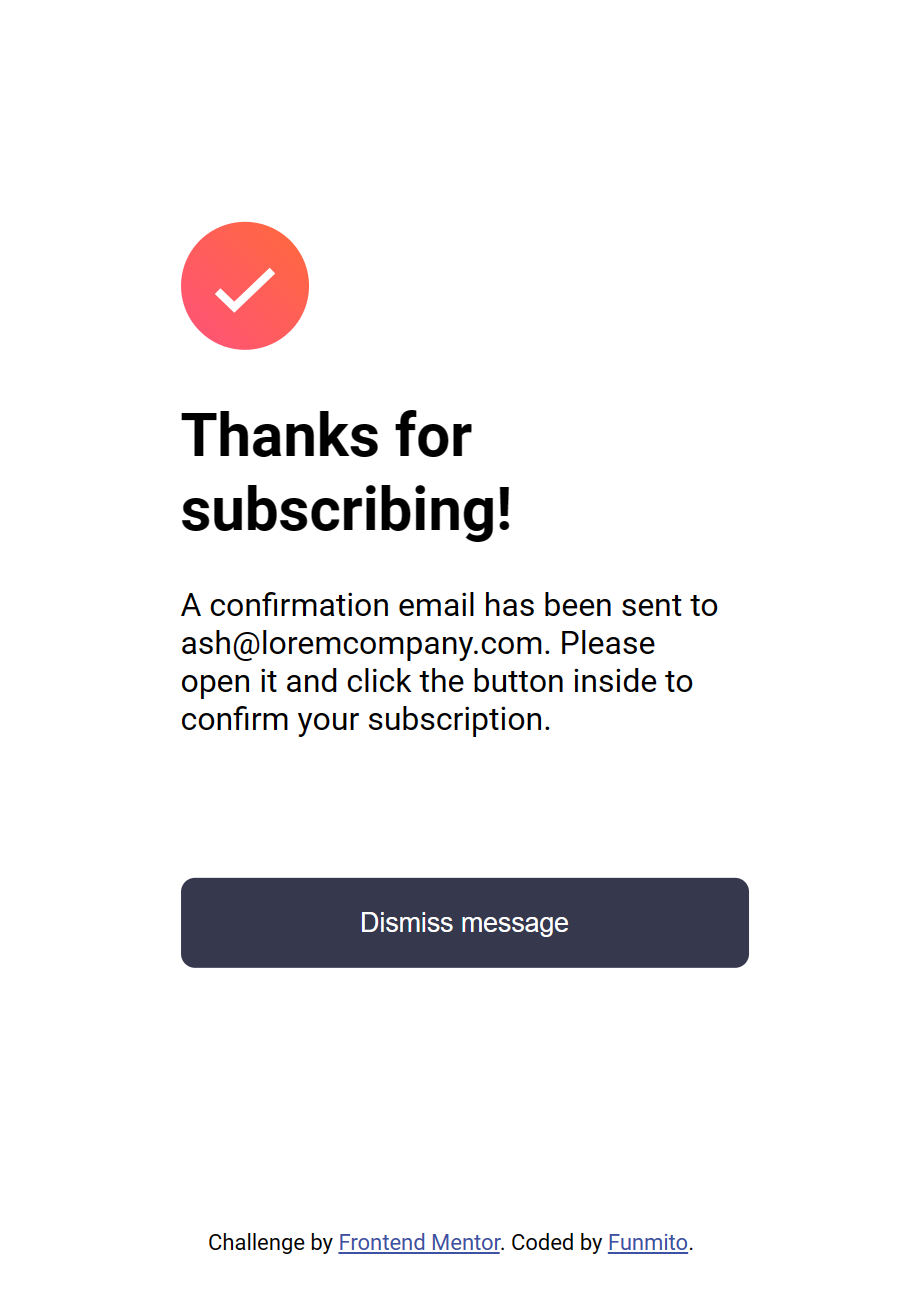 Thanks for
subscribing!
A confirmation email has been sent to
ash@loremcompany.com. Please
open it and click the button inside to
confirm your subscription.
Dismiss message
Challenge by Frontend Mentor. Coded by Funmito.